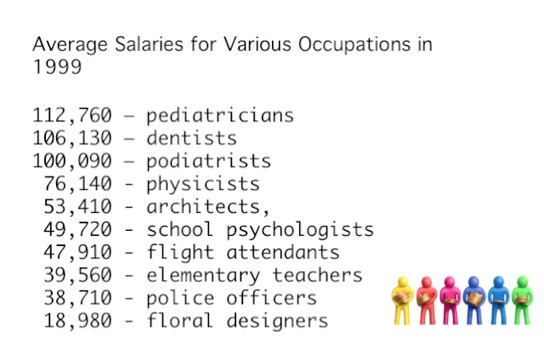 Average Salaries for Various Occupations in
1999
112,760 – pediatricians
106,130 – dentists
100,090 – podiatrists
76,140 - physicists
53,410 - architects,
49,720 - school psychologists
47,910 - flight attendants
39,560 - elementary teachers
38,710 - police officers
18,980 - floral designers